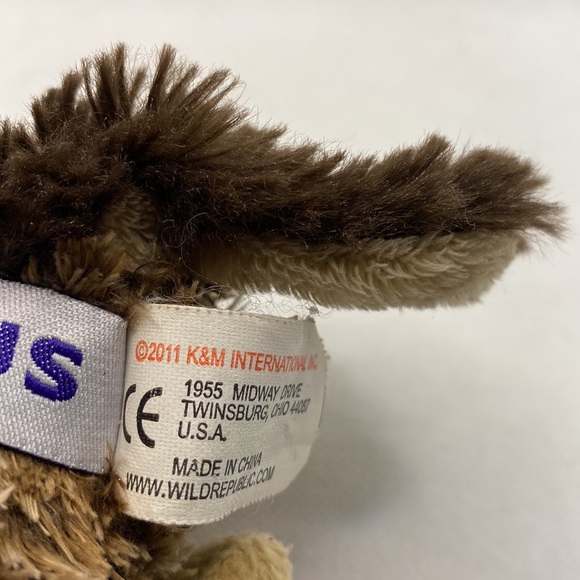 US
©2011 K&M INTERNATIONAL INC.
1955 MIDWAY DRIVE
CE TWINSBURG, OHIO 44087
U.S.A.
MADE IN CHINA
WWW.WILDREPUBLIC.COM